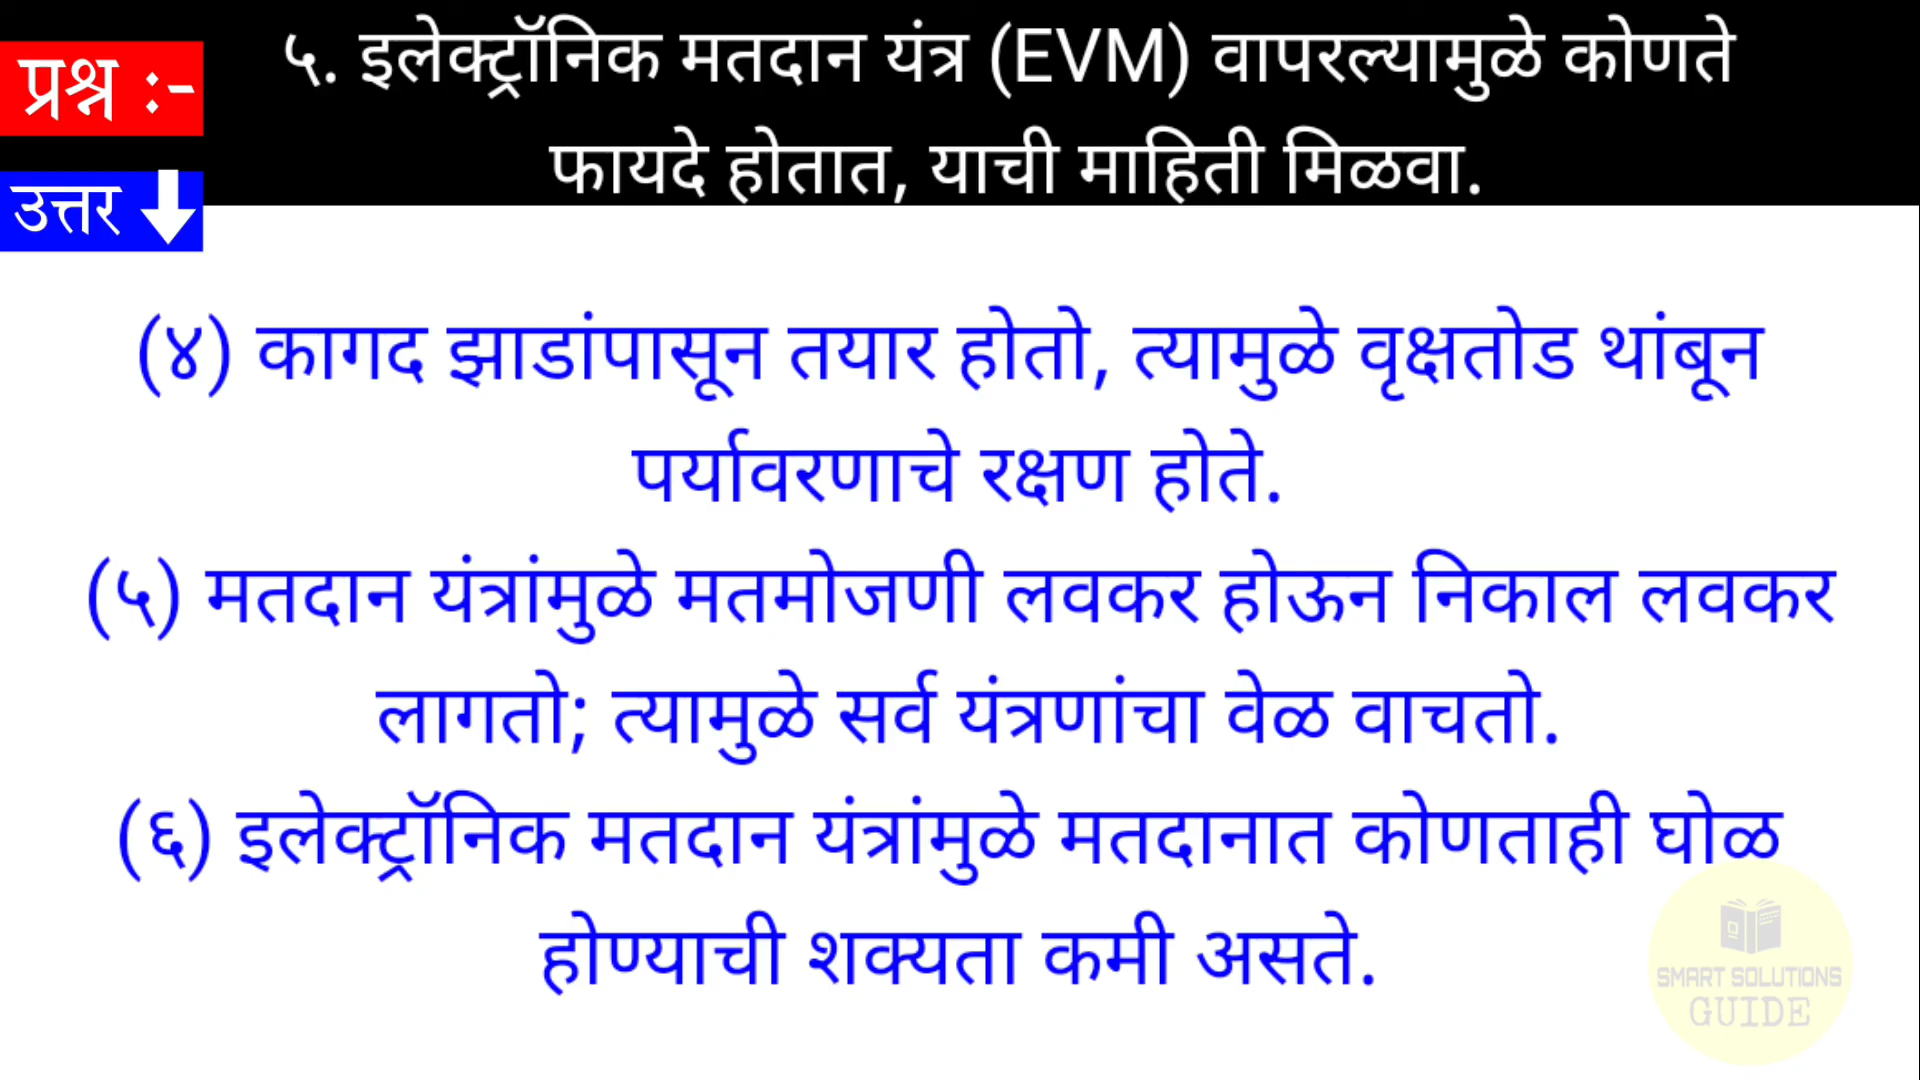 प्रश्न :-
५. इलेक्ट्रॉनिक मतदान यंत्र (EVM) वापरल्यामुळे कोणते
फायदे होतात, याची माहिती मिळवा.
उत्तर
(४) कागद झाडांपासून तयार होतो, त्यामुळे वृक्षतोड थांबून
पर्यावरणाचे रक्षण होते.
(५) मतदान यंत्रांमुळे मतमोजणी लवकर होऊन निकाल लवकर
लागतो; त्यामुळे सर्व यंत्रणांचा वेळ वाचतो.
(६) इलेक्ट्रॉनिक मतदान यंत्रांमुळे मतदानात कोणताही घोळ
होण्याची शक्यता कमी असते.
SMART SOLUTIONS
GUIDE